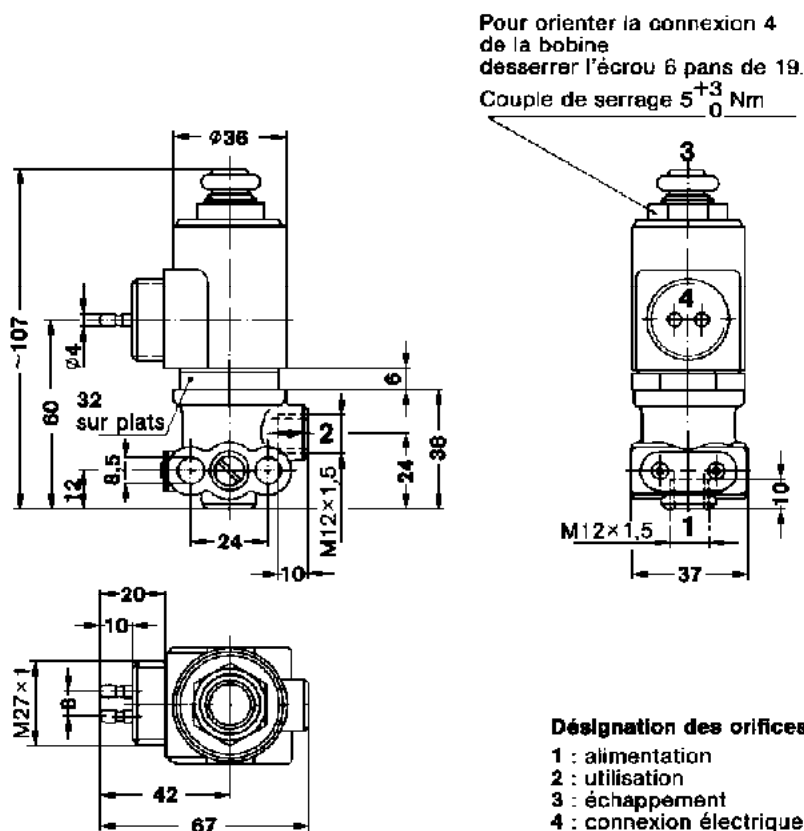 Pour orienter la connexion 4
de la bobine
desserrer l'écrou 6 pans de 19.
Couple de serrage 5 +3 0 Nm
ϕ36
3
~107
ϕ4
60
32
sur plats
8,5
12
24
10
2
M12×1,5
6
24
38
4
10
M12×1,5
1
37
20
10
M27×1
8
42
67
Désignation des orifices
1 : alimentation
2 : utilisation
3 : échappement
4 : connexion électrique